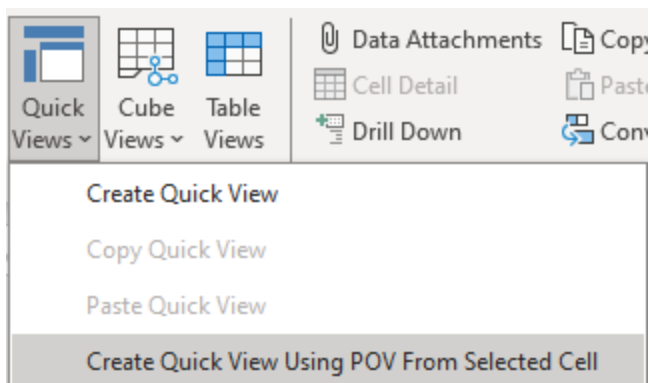 Quick
Views
Cube
Views
Table
Views
Data Attachments
Cell Detail
Drill Down
Create Quick View
Copy Quick View
Paste Quick View
Create Quick View Using POV From Selected Cell